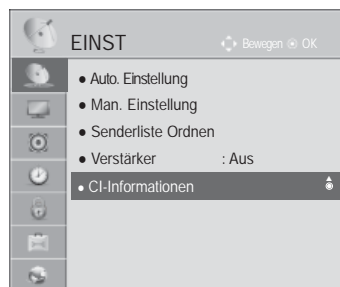 EINST
Bewegen OK
● Auto. Einstellung
● Man. Einstellung
● Senderliste Ordnen
● Verstärker : Aus
● CI-Informationen